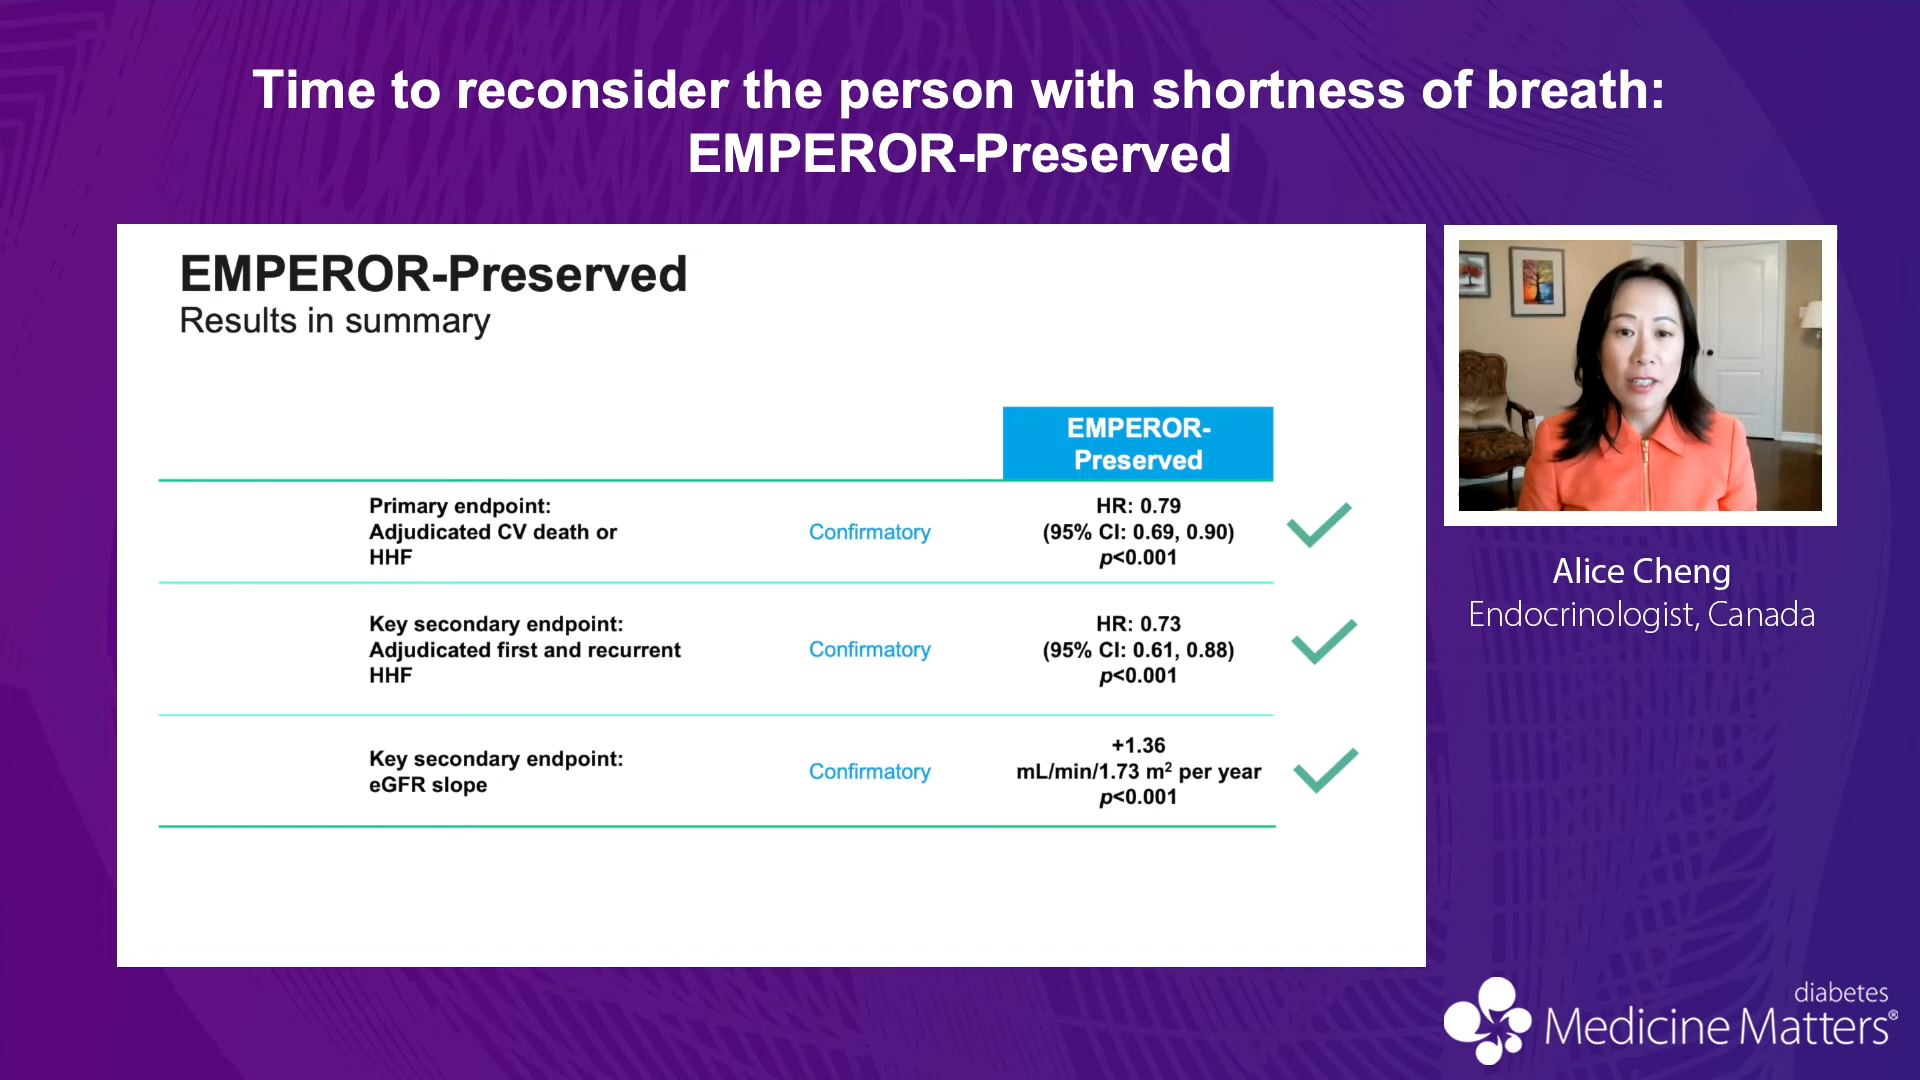 Time to reconsider the person with shortness of breath:
EMPEROR-Preserved
EMPEROR-Preserved
Results in summary
EMPEROR-
Preserved
Primary endpoint:
Adjudicated CV death or
HHF
Confirmatory
HR: 0.79
(95% CI: 0.69, 0.90)
p<0.001
Key secondary endpoint:
Adjudicated first and recurrent
HHF
Confirmatory
HR: 0.73
(95% CI: 0.61, 0.88)
p<0.001
Key secondary endpoint:
eGFR slope
Confirmatory
+1.36
mL/min/1.73 m² per year
p<0.001
Alice Cheng
Endocrinologist, Canada
diabetes
Medicine Matters®